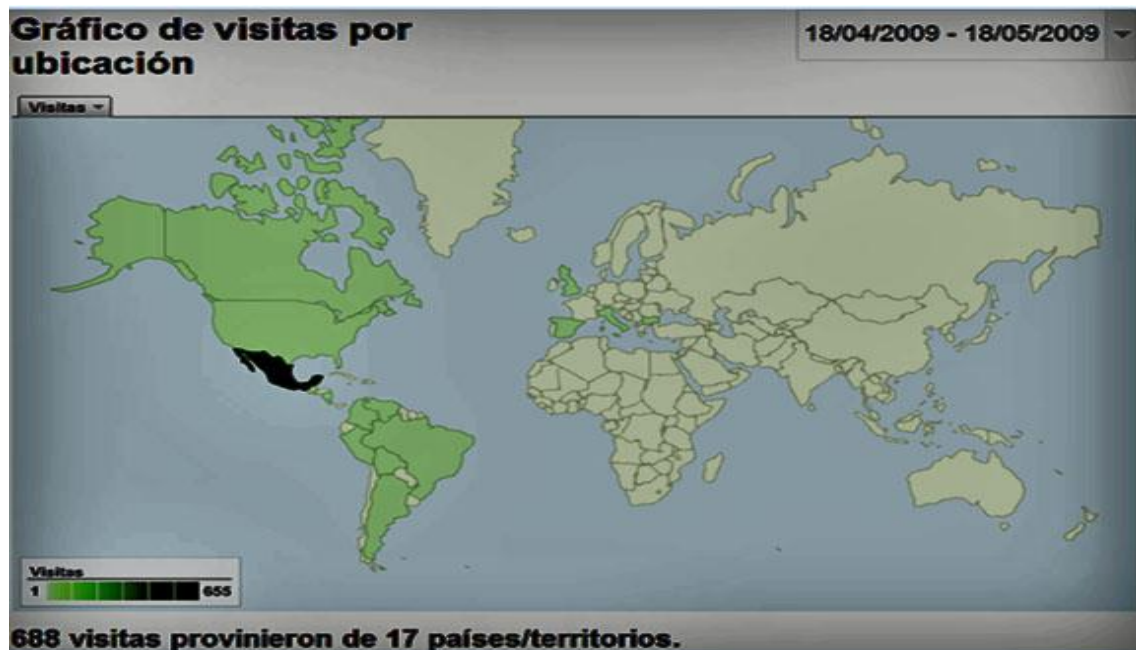 Gráfico de visitas por
ubicación
18/04/2009 - 18/05/2009
Visitas
Visitas
1 655
688 visitas provinieron de 17 países/territorios.